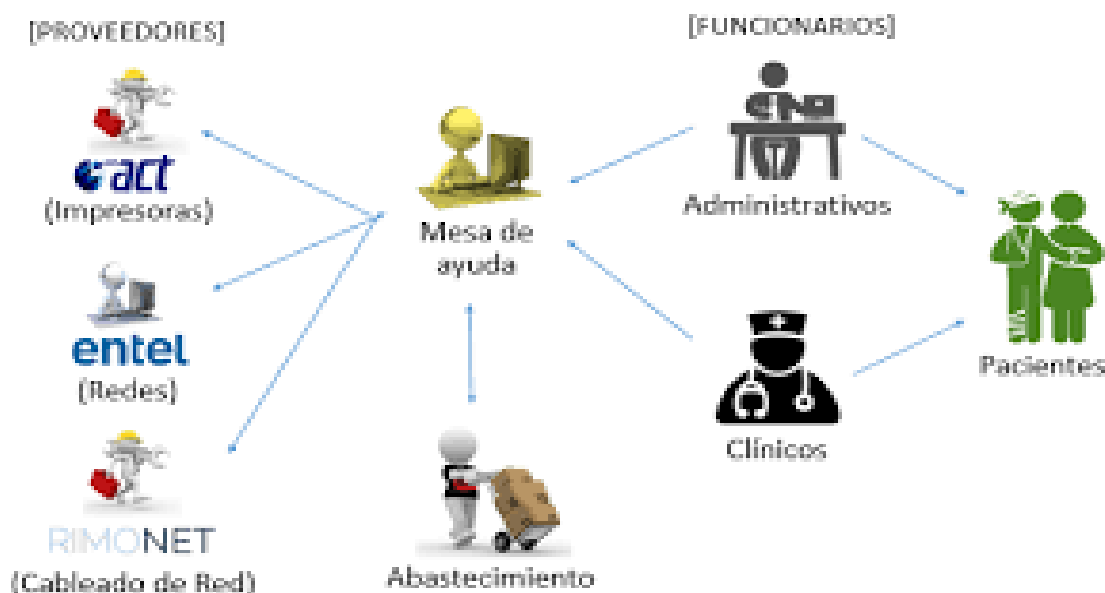 [PROVEEDORES]
[FUNCIONARIOS]
act
(Impresoras)
Mesa de
ayuda
Administrativos
entel
(Redes)
Pacientes
Clínicos
RIMONET
(Cableado de Red)
Abastecimiento